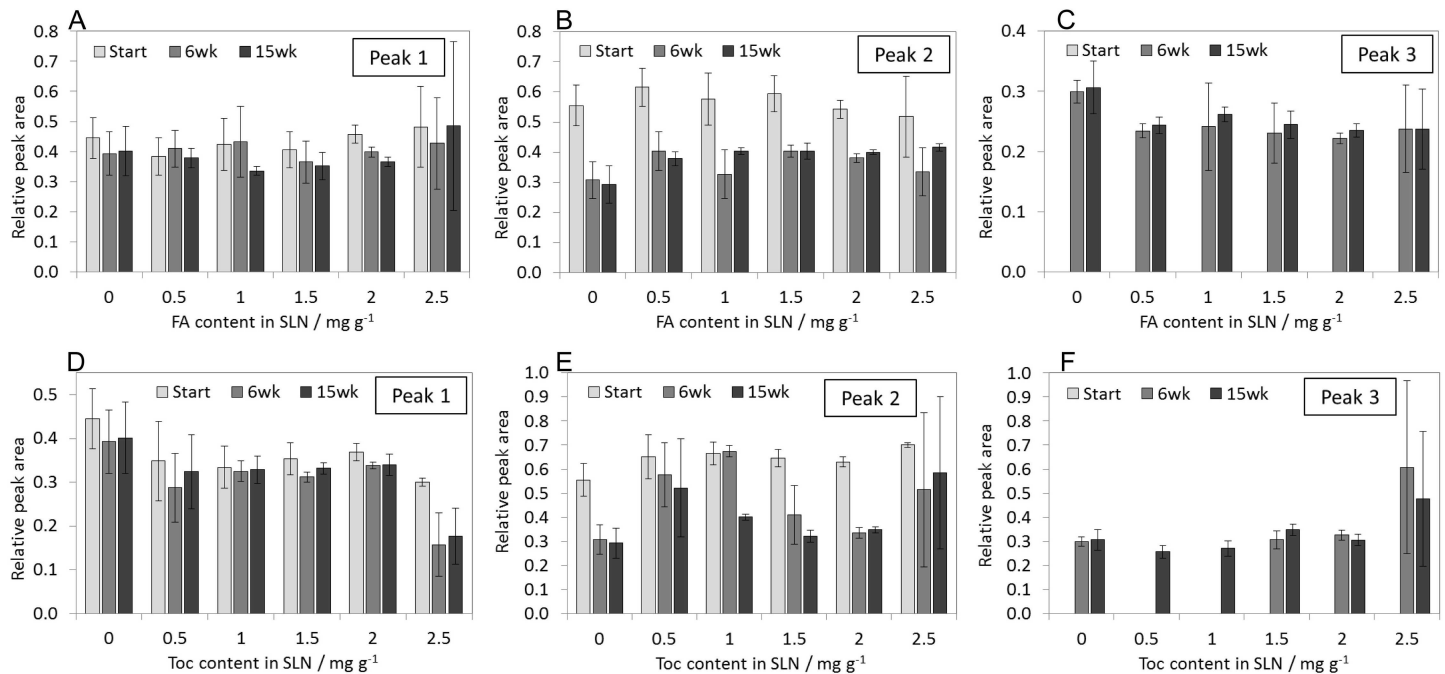 A
Relative peak area
0.8
0.7
0.6
0.5
0.4
0.3
0.2
0.1
0.0
Start 6wk 15wk
Peak 1
0 0.5 1 1.5 2 2.5
FA content in SLN / mg g⁻¹
B
Relative peak area
0.8
0.7
0.6
0.5
0.4
0.3
0.2
0.1
0.0
Start 6wk 15wk
Peak 2
0 0.5 1 1.5 2 2.5
FA content in SLN / mg g⁻¹
C
Relative peak area
0.4
0.3
0.2
0.1
0.0
Start 6wk 15wk
Peak 3
0 0.5 1 1.5 2 2.5
FA content in SLN / mg g⁻¹
D
Relative peak area
0.5
0.4
0.3
0.2
0.1
0.0
Start 6wk 15wk
Peak 1
0 0.5 1 1.5 2 2.5
Toc content in SLN / mg g⁻¹
E
Relative peak area
1.0
0.9
0.8
0.7
0.6
0.5
0.4
0.3
0.2
0.1
0.0
Start 6wk 15wk
Peak 2
0 0.5 1 1.5 2 2.5
Toc content in SLN / mg g⁻¹
F
Relative peak area
1.0
0.9
0.8
0.7
0.6
0.5
0.4
0.3
0.2
0.1
0.0
Start 6wk 15wk
Peak 3
0 0.5 1 1.5 2 2.5
Toc content in SLN / mg g⁻¹